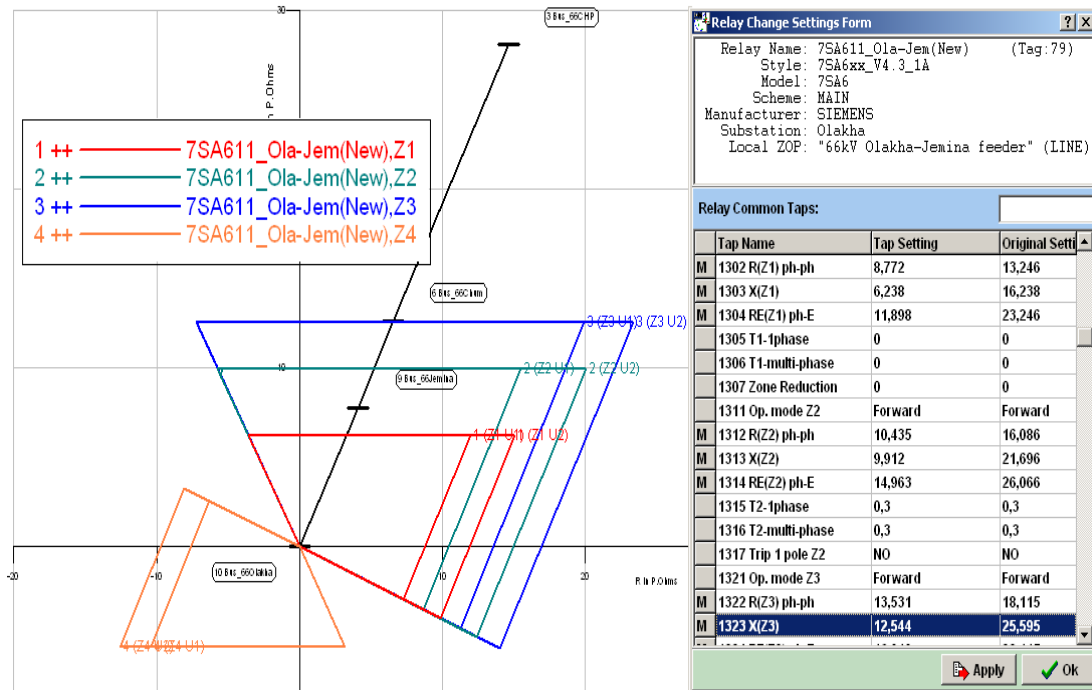 30
3 Bus_66CHP
n P.Ohms
1 ++ 7SA611_Ola-Jem(New),Z1
2 ++ 7SA611_Ola-Jem(New),Z2
3 ++ 7SA611_Ola-Jem(New),Z3
4 ++ 7SA611_Ola-Jem(New),Z4
6 Bus_66Chum
3 (Z3 U1) 3 (Z3 U2)
10
2 (Z2 U1) 2 (Z2 U2)
9 Bus_66Jemina
1 (Z1 U1) 1 (Z1 U2)
-20 -10 10 20
10 Bus_66Olakha
R In P.Ohms
4 (Z4 U2) 4 (Z4 U1)
Relay Change Settings Form
Relay Name: 7SA611_Ola-Jem(New) (Tag:79)
Style: 7SA6xx_V4.3_1A
Model: 7SA6
Scheme: MAIN
Manufacturer: SIEMENS
Substation: Olakha
Local ZOP: "66kV Olakha-Jemina feeder" (LINE)
Relay Common Taps:
Tap Name Tap Setting Original Setti
M 1302 R(Z1) ph-ph 8,772 13,246
M 1303 X(Z1) 6,238 16,238
M 1304 RE(Z1) ph-E 11,898 23,246
1305 T1-1phase 0 0
1306 T1-multi-phase 0 0
1307 Zone Reduction 0 0
1311 Op. mode Z2 Forward Forward
M 1312 R(Z2) ph-ph 10,435 16,086
M 1313 X(Z2) 9,912 21,696
M 1314 RE(Z2) ph-E 14,963 26,066
1315 T2-1phase 0,3 0,3
1316 T2-multi-phase 0,3 0,3
1317 Trip 1 pole Z2 NO NO
1321 Op. mode Z3 Forward Forward
M 1322 R(Z3) ph-ph 13,531 18,115
M 1323 X(Z3) 12,544 25,595
Apply Ok